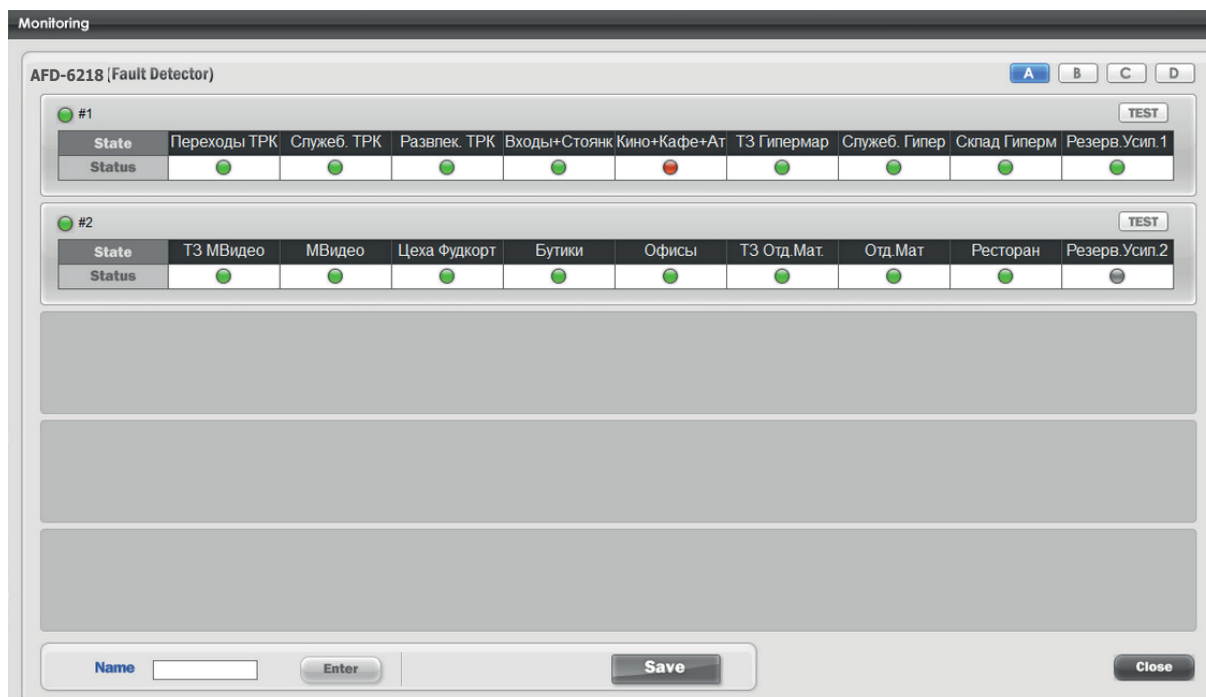 Monitoring
AFD-6218 (Fault Detector) A B C D
#1 TEST
State Переходы ТРК Служеб. ТРК Развлек. ТРК Входы+Стоянк Кино+Кафе+Ат ТЗ Гипермар Служеб. Гипер Склад Гиперм Резерв.Усил.1
Status
#2 TEST
State ТЗ МВидео МВидео Цеха Фудкорт Бутики Офисы ТЗ Отд.Мат. Отд.Мат Ресторан Резерв.Усил.2
Status
Name Enter Save Close